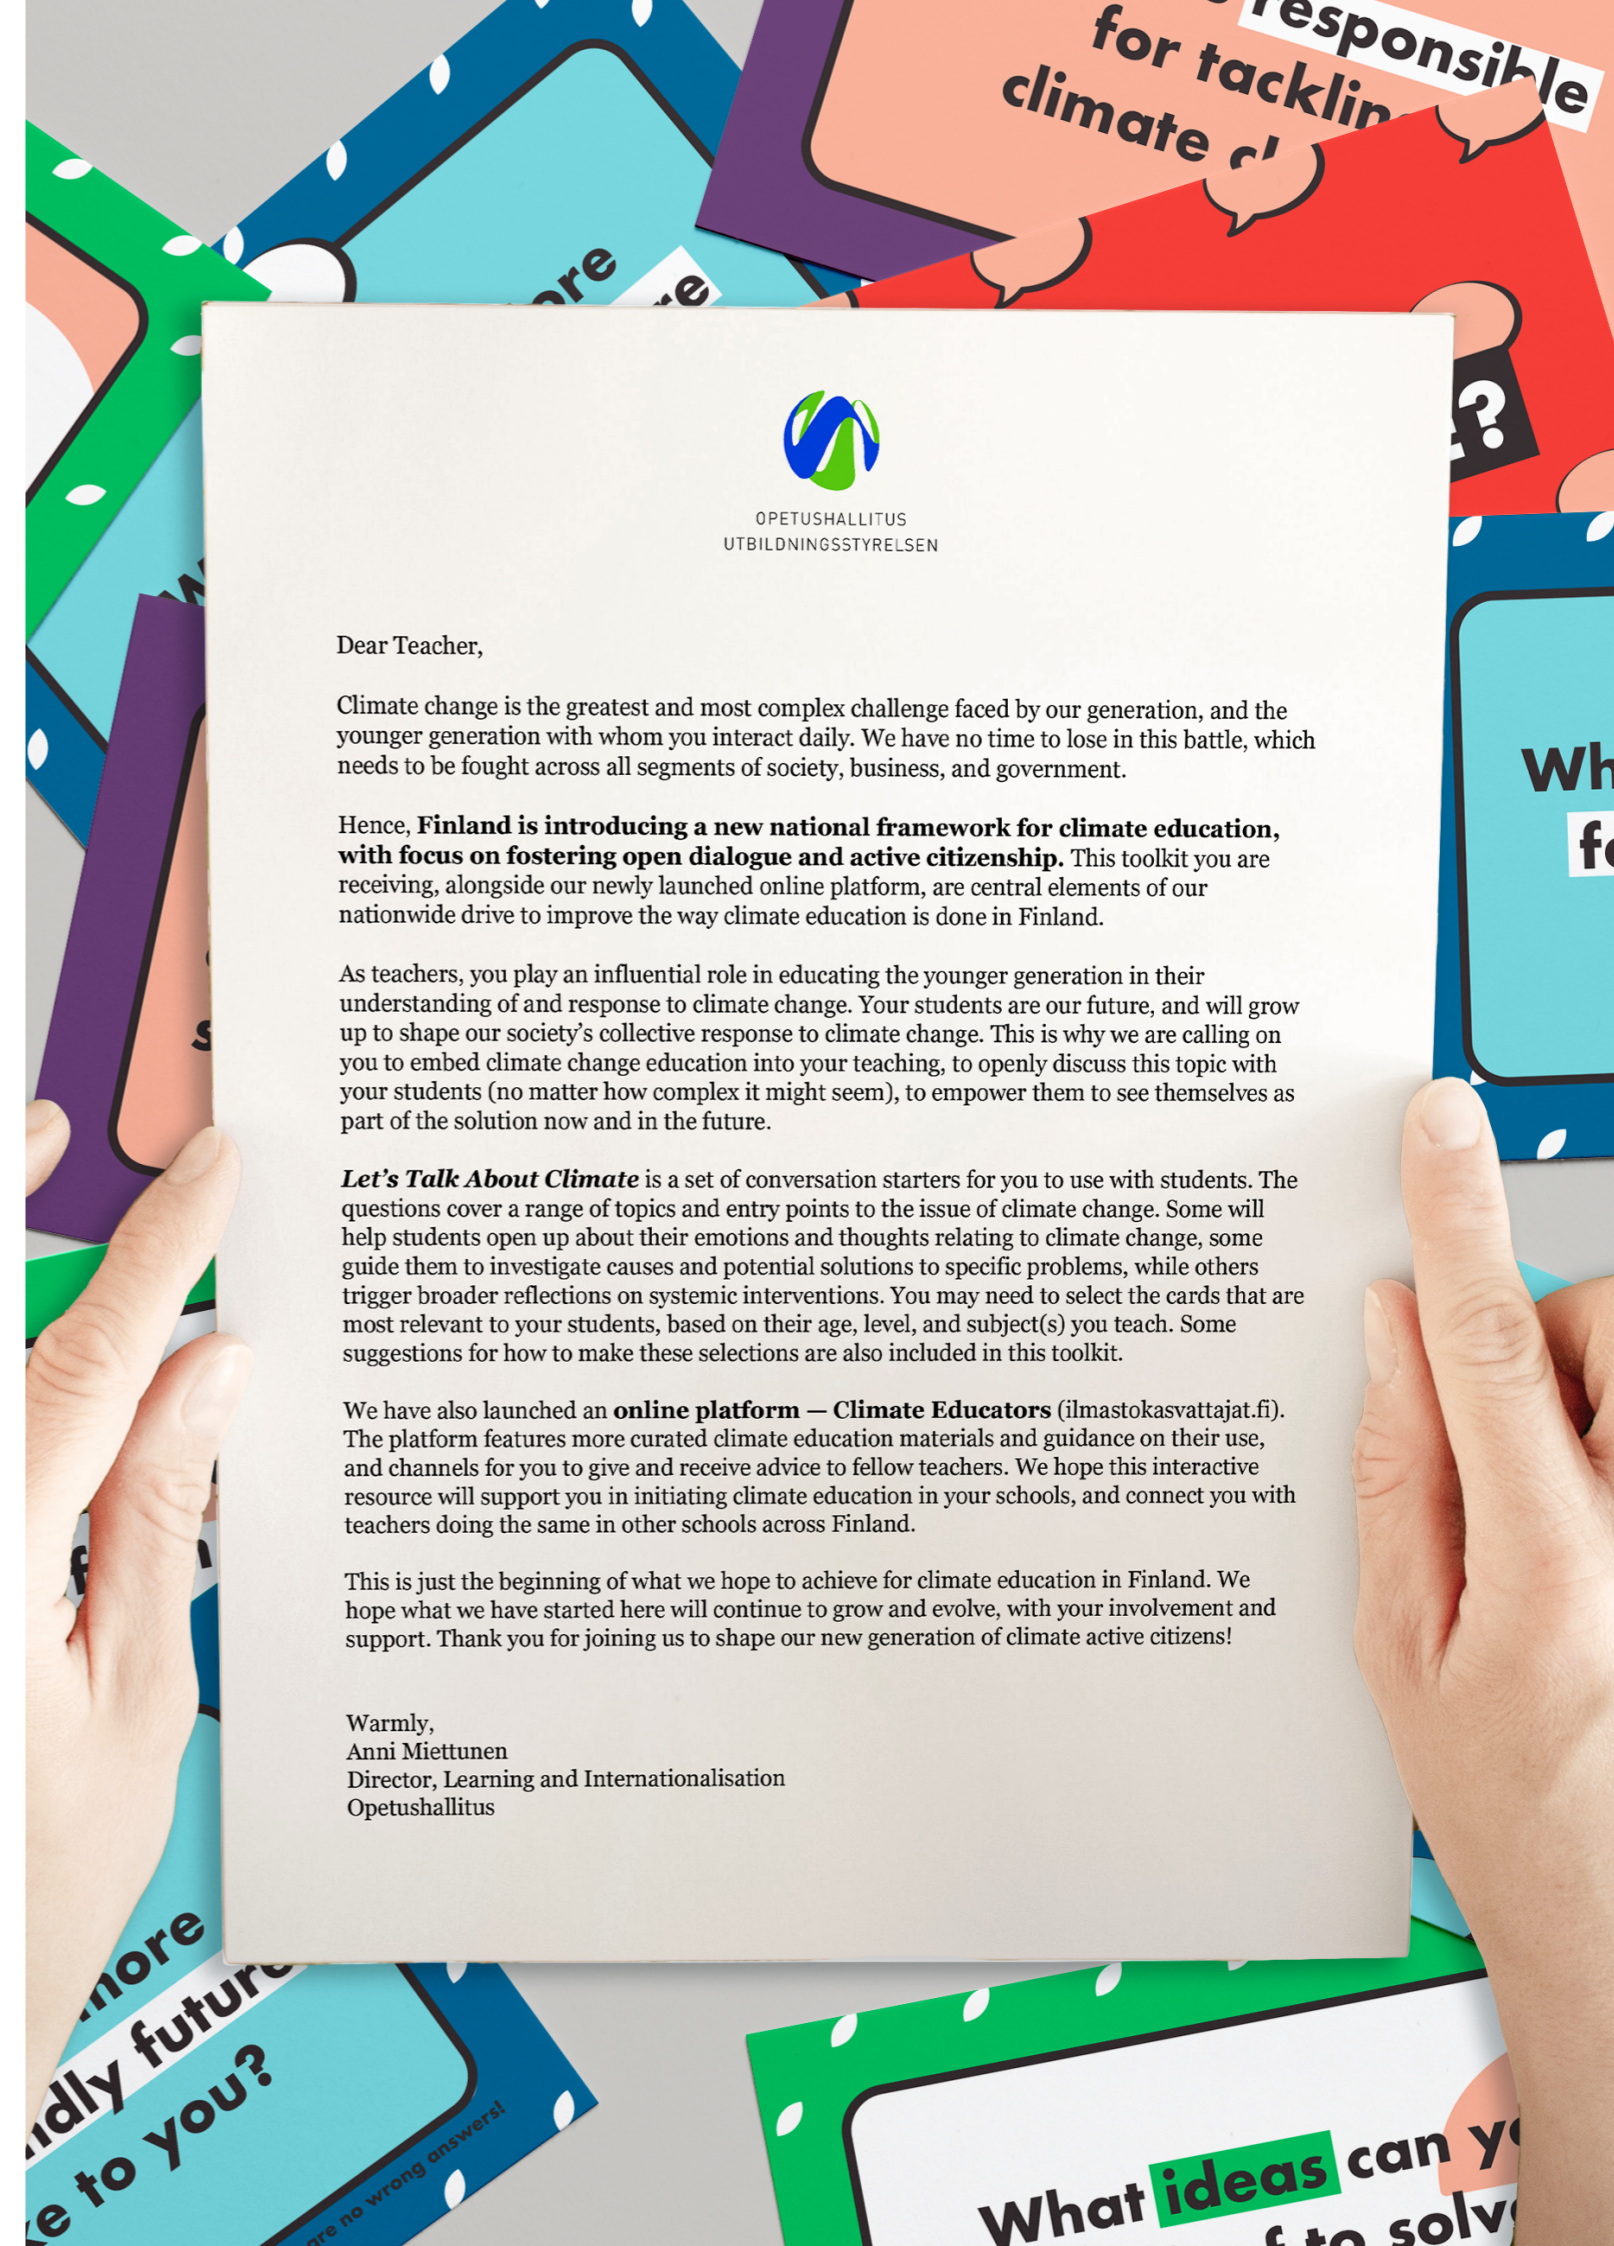 responsible
for tackling
climate
ore
re
?
OPETUSHALLITUS
UTBILDNINGSSTYRELSEN
Dear Teacher,
Climate change is the greatest and most complex challenge faced by our generation, and the
younger generation with whom you interact daily. We have no time to lose in this battle, which
needs to be fought across all segments of society, business, and government.
Hence, Finland is introducing a new national framework for climate education,
with focus on fostering open dialogue and active citizenship. This toolkit you are
receiving, alongside our newly launched online platform, are central elements of our
nationwide drive to improve the way climate education is done in Finland.
As teachers, you play an influential role in educating the younger generation in their
understanding of and response to climate change. Your students are our future, and will grow
up to shape our society’s collective response to climate change. This is why we are calling on
you to embed climate change education into your teaching, to openly discuss this topic with
your students (no matter how complex it might seem), to empower them to see themselves as
part of the solution now and in the future.
Let’s Talk About Climate is a set of conversation starters for you to use with students. The
questions cover a range of topics and entry points to the issue of climate change. Some will
help students open up about their emotions and thoughts relating to climate change, some
guide them to investigate causes and potential solutions to specific problems, while others
trigger broader reflections on systemic interventions. You may need to select the cards that are
most relevant to your students, based on their age, level, and subject(s) you teach. Some
suggestions for how to make these selections are also included in this toolkit.
We have also launched an online platform — Climate Educators (ilmastokasvattajat.fi).
The platform features more curated climate education materials and guidance on their use,
and channels for you to give and receive advice to fellow teachers. We hope this interactive
resource will support you in initiating climate education in your schools, and connect you with
teachers doing the same in other schools across Finland.
This is just the beginning of what we hope to achieve for climate education in Finland. We
hope what we have started here will continue to grow and evolve, with your involvement and
support. Thank you for joining us to shape our new generation of climate active citizens!
Warmly,
Anni Miettunen
Director, Learning and Internationalisation
Opetushallitus
Wh
fo
more
ndly future
ke to you?
are no wrong answers!
What ideas can yo
of to solv